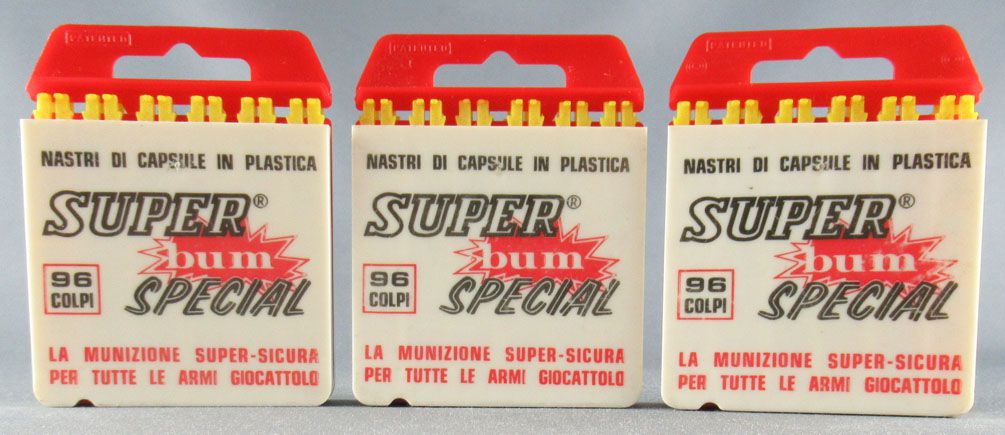 [PATENTED]
NASTRI DI CAPSULE IN PLASTICA
SUPER®
bum
96
COLPI
SPECIAL
LA MUNIZIONE SUPER-SICURA
PER TUTTE LE ARMI GIOCATTOLO
[PATENTED]
NASTRI DI CAPSULE IN PLASTICA
SUPER®
bum
96
COLPI
SPECIAL
LA MUNIZIONE SUPER-SICURA
PER TUTTE LE ARMI GIOCATTOLO
[PATENTED]
NASTRI DI CAPSULE IN PLASTICA
SUPER®
bum
96
COLPI
SPECIAL
LA MUNIZIONE SUPER-SICURA
PER TUTTE LE ARMI GIOCATTOLO